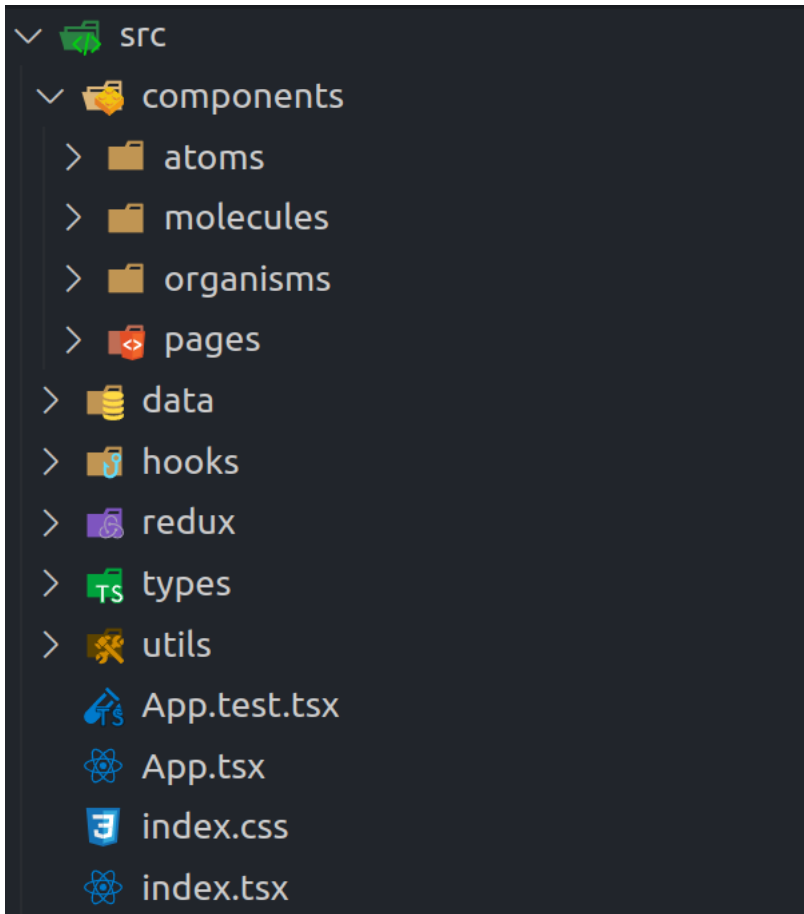 src
components
atoms
molecules
organisms
pages
data
hooks
redux
types
utils
App.test.tsx
App.tsx
index.css
index.tsx